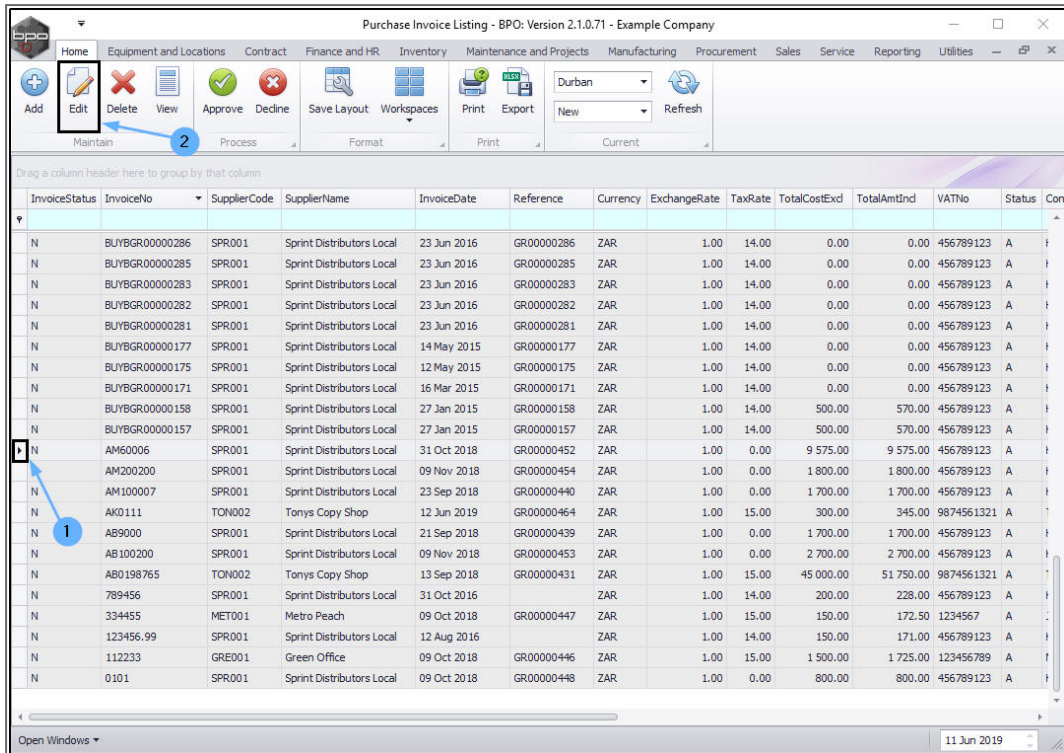 bpo
Purchase Invoice Listing - BPO: Version 2.1.0.71 - Example Company
Home Equipment and Locations Contract Finance and HR Inventory Maintenance and Projects Manufacturing Procurement Sales Service Reporting Utilities
Add Edit Delete View Approve Decline Save Layout Workspaces Print Export Durban New Refresh
Maintain 2 Process Format Print Current
Drag a column header here to group by that column
InvoiceStatus InvoiceNo SupplierCode SupplierName InvoiceDate Reference Currency ExchangeRate TaxRate TotalCostExcl TotalAmtIncl VATNo Status Con
N BUYBGR00000286 SPR001 Sprint Distributors Local 23 Jun 2016 GR00000286 ZAR 1.00 14.00 0.00 0.00 456789123 A
N BUYBGR00000285 SPR001 Sprint Distributors Local 23 Jun 2016 GR00000285 ZAR 1.00 14.00 0.00 0.00 456789123 A
N BUYBGR00000283 SPR001 Sprint Distributors Local 23 Jun 2016 GR00000283 ZAR 1.00 14.00 0.00 0.00 456789123 A
N BUYBGR00000282 SPR001 Sprint Distributors Local 23 Jun 2016 GR00000282 ZAR 1.00 14.00 0.00 0.00 456789123 A
N BUYBGR00000281 SPR001 Sprint Distributors Local 23 Jun 2016 GR00000281 ZAR 1.00 14.00 0.00 0.00 456789123 A
N BUYBGR00000177 SPR001 Sprint Distributors Local 14 May 2015 GR00000177 ZAR 1.00 14.00 0.00 0.00 456789123 A
N BUYBGR00000175 SPR001 Sprint Distributors Local 12 May 2015 GR00000175 ZAR 1.00 14.00 0.00 0.00 456789123 A
N BUYBGR00000171 SPR001 Sprint Distributors Local 16 Mar 2015 GR00000171 ZAR 1.00 14.00 0.00 0.00 456789123 A
N BUYBGR00000158 SPR001 Sprint Distributors Local 27 Jan 2015 GR00000158 ZAR 1.00 14.00 500.00 570.00 456789123 A
N BUYBGR00000157 SPR001 Sprint Distributors Local 27 Jan 2015 GR00000157 ZAR 1.00 14.00 500.00 570.00 456789123 A
N AM60006 SPR001 Sprint Distributors Local 31 Oct 2018 GR00000452 ZAR 1.00 0.00 9 575.00 9 575.00 456789123 A
AM200200 SPR001 Sprint Distributors Local 09 Nov 2018 GR00000454 ZAR 1.00 0.00 1 800.00 1 800.00 456789123 A
N AM100007 SPR001 Sprint Distributors Local 23 Sep 2018 GR00000440 ZAR 1.00 0.00 1 700.00 1 700.00 456789123 A
N AK0111 TON002 Tonys Copy Shop 12 Jun 2019 GR00000464 ZAR 1.00 15.00 300.00 345.00 9874561321 A
N 1 AB9000 SPR001 Sprint Distributors Local 21 Sep 2018 GR00000439 ZAR 1.00 0.00 1 700.00 1 700.00 456789123 A
N AB100200 SPR001 Sprint Distributors Local 09 Nov 2018 GR00000453 ZAR 1.00 0.00 2 700.00 2 700.00 456789123 A
N AB0198765 TON002 Tonys Copy Shop 13 Sep 2018 GR00000431 ZAR 1.00 15.00 45 000.00 51 750.00 9874561321 A
N 789456 SPR001 Sprint Distributors Local 31 Oct 2016 ZAR 1.00 14.00 200.00 228.00 456789123 A
N 334455 MET001 Metro Peach 09 Oct 2018 GR00000447 ZAR 1.00 15.00 150.00 172.50 1234567 A
N 123456.99 SPR001 Sprint Distributors Local 12 Aug 2016 ZAR 1.00 14.00 150.00 171.00 456789123 A
N 112233 GRE001 Green Office 09 Oct 2018 GR00000446 ZAR 1.00 15.00 1 500.00 1 725.00 123456789 A
N 0101 SPR001 Sprint Distributors Local 09 Oct 2018 GR00000448 ZAR 1.00 0.00 800.00 800.00 456789123 A
Open Windows 11 Jun 2019